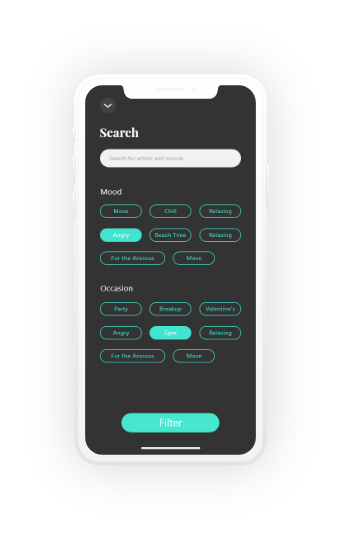 Search
Search for artists and moods
Mood
Move Chill Relaxing
Angry Beach Time Relaxing
For the Anxious Move
Occasion
Party Breakup Valentine's
Angry Gym Relaxing
For the Anxious Move
Filter